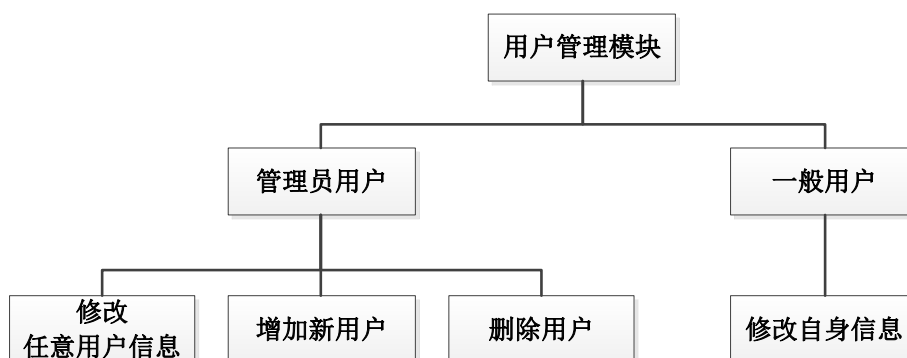 用户管理模块
管理员用户
一般用户
修改
任意用户信息
增加新用户
删除用户
修改自身信息